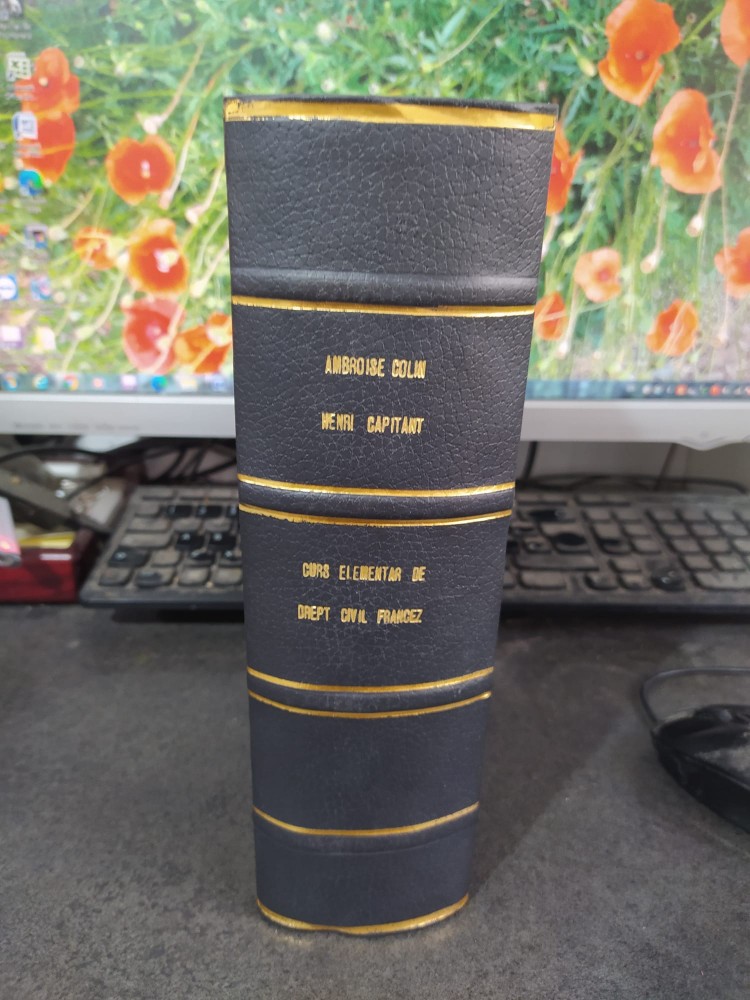 AMBROISE COLIN
HENRI CAPITANT
CURS ELEMENTAR DE
DREPT CIVIL FRANCEZ